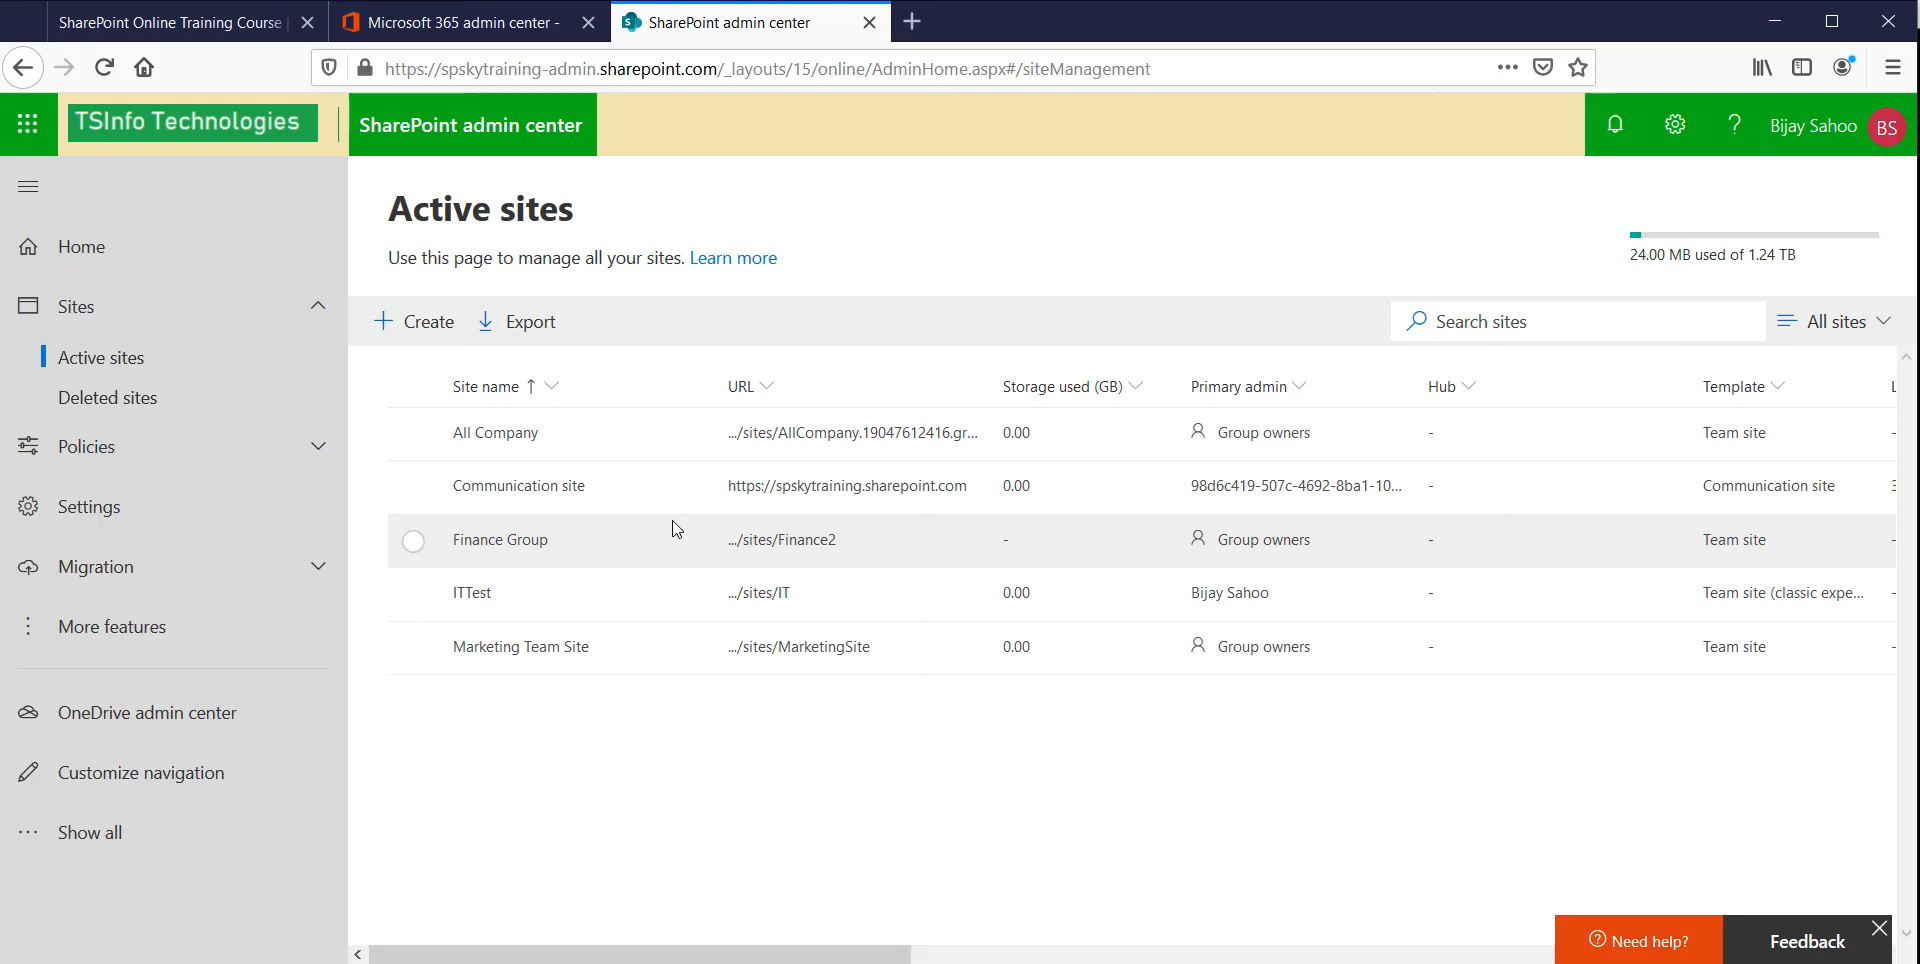 SharePoint Online Training Course
Microsoft 365 admin center -
SharePoint admin center
https://spskytraining-admin.sharepoint.com/_layouts/15/online/AdminHome.aspx#/siteManagement
TSInfo Technologies
SharePoint admin center
Bijay Sahoo
BS
Home
Sites
Active sites
Deleted sites
Policies
Settings
Migration
More features
OneDrive admin center
Customize navigation
Show all
Active sites
Use this page to manage all your sites. Learn more
24.00 MB used of 1.24 TB
Create Export
Search sites
All sites
Site name URL Storage used (GB) Primary admin Hub Template L
All Company .../sites/AllCompany.19047612416.gr... 0.00 Group owners - Team site -
Communication site https://spskytraining.sharepoint.com 0.00 98d6c419-507c-4692-8ba1-10... - Communication site
Finance Group .../sites/Finance2 - Group owners - Team site -
ITTest .../sites/IT 0.00 Bijay Sahoo - Team site (classic expe... -
Marketing Team Site .../sites/MarketingSite 0.00 Group owners - Team site -
Need help?
Feedback